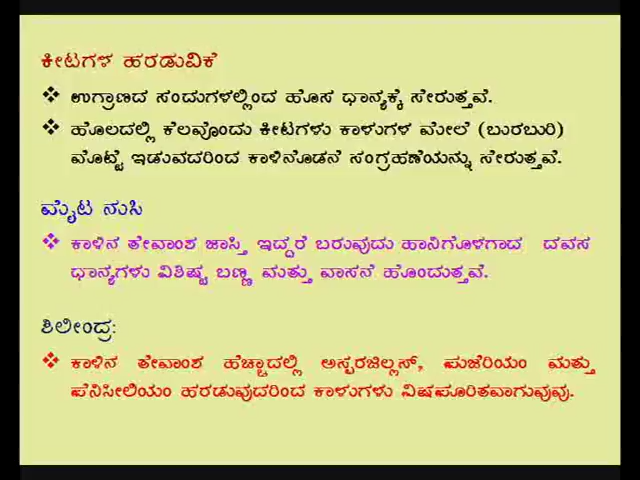 ಕೀಟಗಳ ಹರಡುವಿಕೆ
❖ ಉಗ್ರಾಣದ ಸಂದುಗಳಲ್ಲಿಂದ ಹೊಸ ಧಾನ್ಯಕ್ಕೆ ಸೇರುತ್ತವೆ.
❖ ಹೊಲದಲ್ಲಿ ಕೆಲವೊಂದು ಕೀಟಗಳು ಕಾಳುಗಳ ಮೇಲೆ (ಬುರಬುರಿ)
ಮೊಟ್ಟೆ ಇಡುವದರಿಂದ ಕಾಳಿನೊಡನೆ ಸಂಗ್ರಹಣೆಯನ್ನು ಸೇರುತ್ತವೆ.
ಮೈಟ ನುಸಿ
❖ ಕಾಳಿನ ತೇವಾಂಶ ಜಾಸ್ತಿ ಇದ್ದರೆ ಬರುವುದು ಹಾನಿಗೊಳಗಾದ ದವಸ
ಧಾನ್ಯಗಳು ವಿಶಿಷ್ಟ ಬಣ್ಣ ಮತ್ತು ವಾಸನೆ ಹೊಂದುತ್ತವೆ.
ಶಿಲೀಂದ್ರ:
❖ ಕಾಳಿನ ತೇವಾಂಶ ಹೆಚ್ಚಾದಲ್ಲಿ ಅಸ್ಪರಜಿಲ್ಲಸ್, ಪುಜೆರಿಯಂ ಮತ್ತು
ಪೆನಿಸೀಲಿಯಂ ಹರಡುವುದರಿಂದ ಕಾಳುಗಳು ವಿಷಪೂರಿತವಾಗುವುವು.